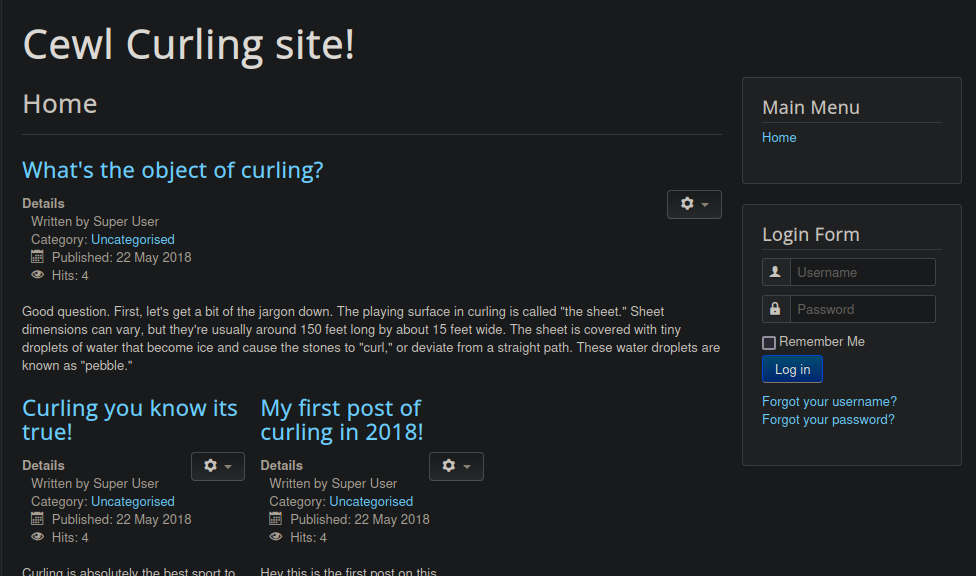 Cewl Curling site!
Home
What's the object of curling?
Details
Written by Super User
Category: Uncategorised
Published: 22 May 2018
Hits: 4
Good question. First, let's get a bit of the jargon down. The playing surface in curling is called "the sheet." Sheet
dimensions can vary, but they're usually around 150 feet long by about 15 feet wide. The sheet is covered with tiny
droplets of water that become ice and cause the stones to "curl," or deviate from a straight path. These water droplets are
known as "pebble."
Curling you know its
true!
Details
Written by Super User
Category: Uncategorised
Published: 22 May 2018
Hits: 4
Curling is absolutely the best sport to
My first post of
curling in 2018!
Details
Written by Super User
Category: Uncategorised
Published: 22 May 2018
Hits: 4
Hey this is the first post on this
Main Menu
Home
Login Form
Username
Password
Remember Me
Log in
Forgot your username?
Forgot your password?